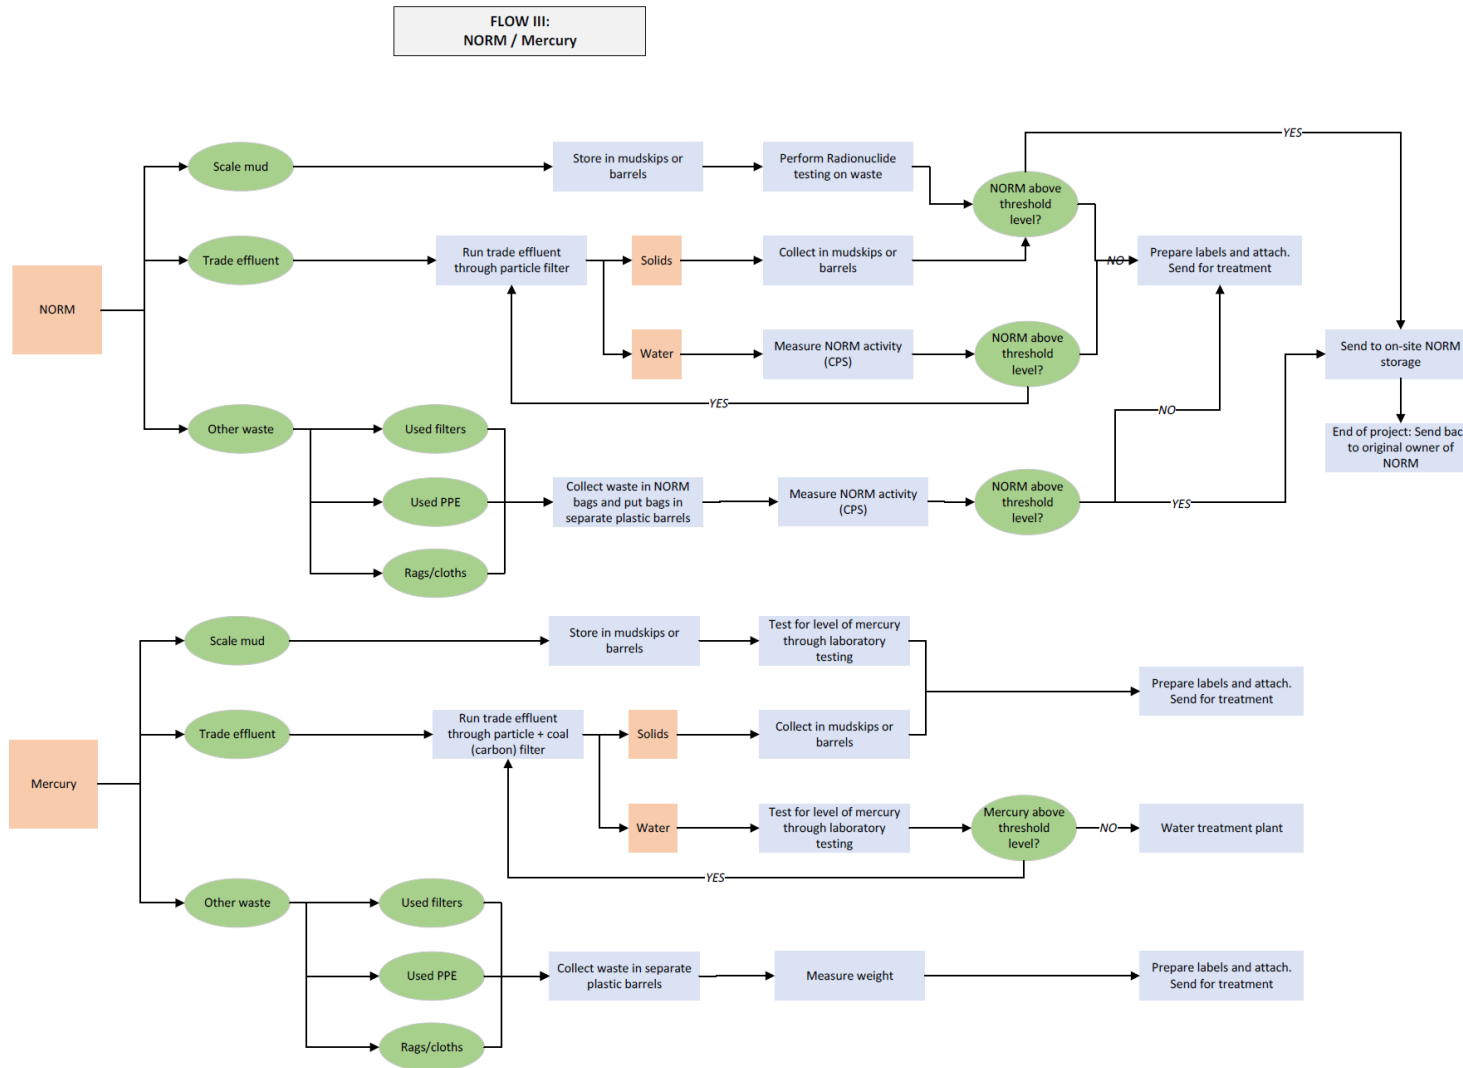 FLOW III:
NORM / Mercury
YES
Scale mud
Store in mudskips or
barrels
Perform Radionuclide
testing on waste
NORM above
threshold
level?
Trade effluent
Run trade effluent
through particle filter
Solids
Collect in mudskips or
barrels
NO
Prepare labels and attach.
Send for treatment
NORM
Water
Measure NORM activity
(CPS)
NORM above
threshold
level?
Send to on-site NORM
storage
YES
Other waste
Used filters
NO
End of project: Send back
to original owner of
NORM
Used PPE
Collect waste in NORM
bags and put bags in
separate plastic barrels
Measure NORM activity
(CPS)
NORM above
threshold
level?
YES
Rags/cloths
Scale mud
Store in mudskips or
barrels
Test for level of mercury
through laboratory
testing
Prepare labels and attach.
Send for treatment
Trade effluent
Run trade effluent
through particle + coal
(carbon) filter
Solids
Collect in mudskips or
barrels
Mercury
Water
Test for level of mercury
through laboratory
testing
Mercury above
threshold
level?
NO
Water treatment plant
YES
Other waste
Used filters
Used PPE
Collect waste in separate
plastic barrels
Measure weight
Prepare labels and attach.
Send for treatment
Rags/cloths